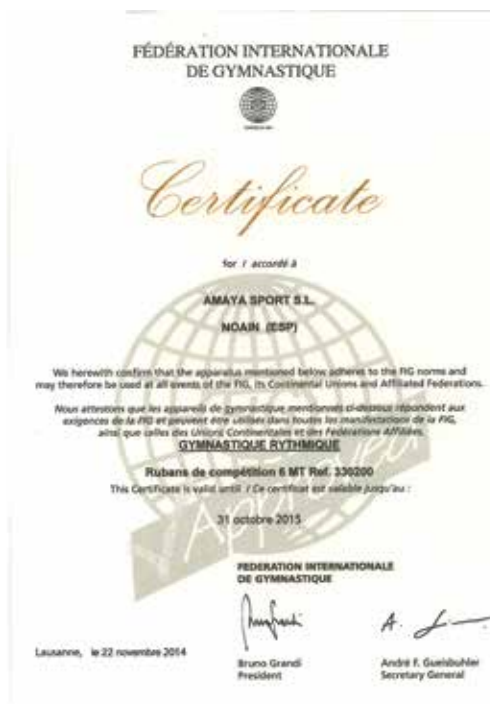 FÉDÉRATION INTERNATIONALE
DE GYMNASTIQUE
Certificate
for / accordé à
AMAYA SPORT S.L.
NOAIN (ESP)
We herewith confirm that the apparatus mentioned below adheres to the FIG norms and
may therefore be used at all events of the FIG, its Continental Unions and Affiliated Federations.
Nous attestons que les appareils de gymnastique mentionnés ci-dessous répondent aux
exigences de la FIG et peuvent être utilisés dans toutes les manifestations de la FIG,
ainsi que celles des Unions Continentales et des Fédérations Affiliées.
GYMNASTIQUE RYTHMIQUE
Rubans de compétition 6 MT Ref. 330200
This Certificate is valid until / Ce certificat est valable jusqu'au :
31 octobre 2015
Approved
FEDERATION INTERNATIONALE
DE GYMNASTIQUE
Lausanne, le 22 novembre 2014
Bruno Grandi
President
André F. Gueisbuhler
Secretary General